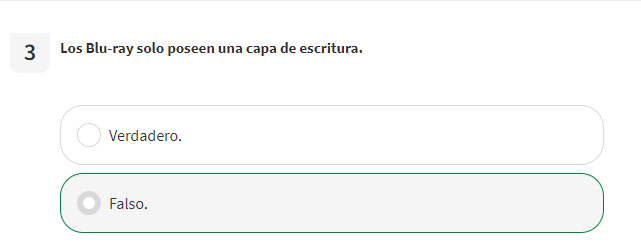 3
Los Blu-ray solo poseen una capa de escritura.
Verdadero.
Falso.